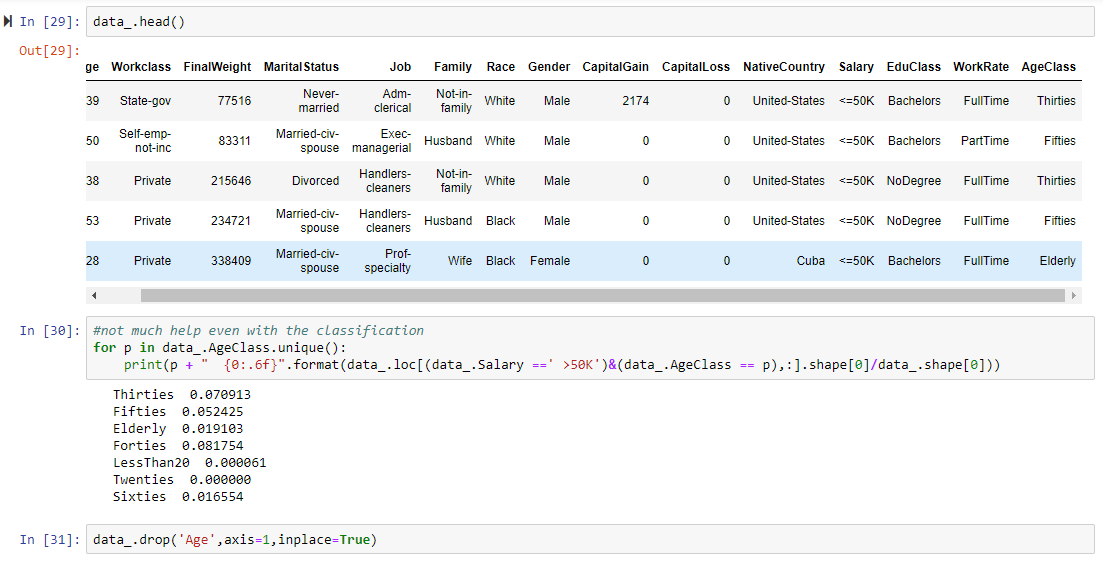 In [29]: data_.head()
Out[29]:
ge Workclass FinalWeight MaritalStatus Job Family Race Gender CapitalGain CapitalLoss NativeCountry Salary EduClass WorkRate AgeClass
39 State-gov 77516 Never-married Adm-clerical Not-in-family White Male 2174 0 United-States <=50K Bachelors FullTime Thirties
50 Self-emp-not-inc 83311 Married-civ-spouse Exec-managerial Husband White Male 0 0 United-States <=50K Bachelors PartTime Fifties
38 Private 215646 Divorced Handlers-cleaners Not-in-family White Male 0 0 United-States <=50K NoDegree FullTime Thirties
53 Private 234721 Married-civ-spouse Handlers-cleaners Husband Black Male 0 0 United-States <=50K NoDegree FullTime Fifties
28 Private 338409 Married-civ-spouse Prof-specialty Wife Black Female 0 0 Cuba <=50K Bachelors FullTime Elderly
In [30]: #not much help even with the classification
for p in data_.AgeClass.unique():
    print(p + "  {0:.6f}".format(data_.loc[(data_.Salary ==' >50K')&(data_.AgeClass == p),:].shape[0]/data_.shape[0]))
Thirties  0.070913
Fifties  0.052425
Elderly  0.019103
Forties  0.081754
LessThan20  0.000061
Twenties  0.000000
Sixties  0.016554
In [31]: data_.drop('Age',axis=1,inplace=True)